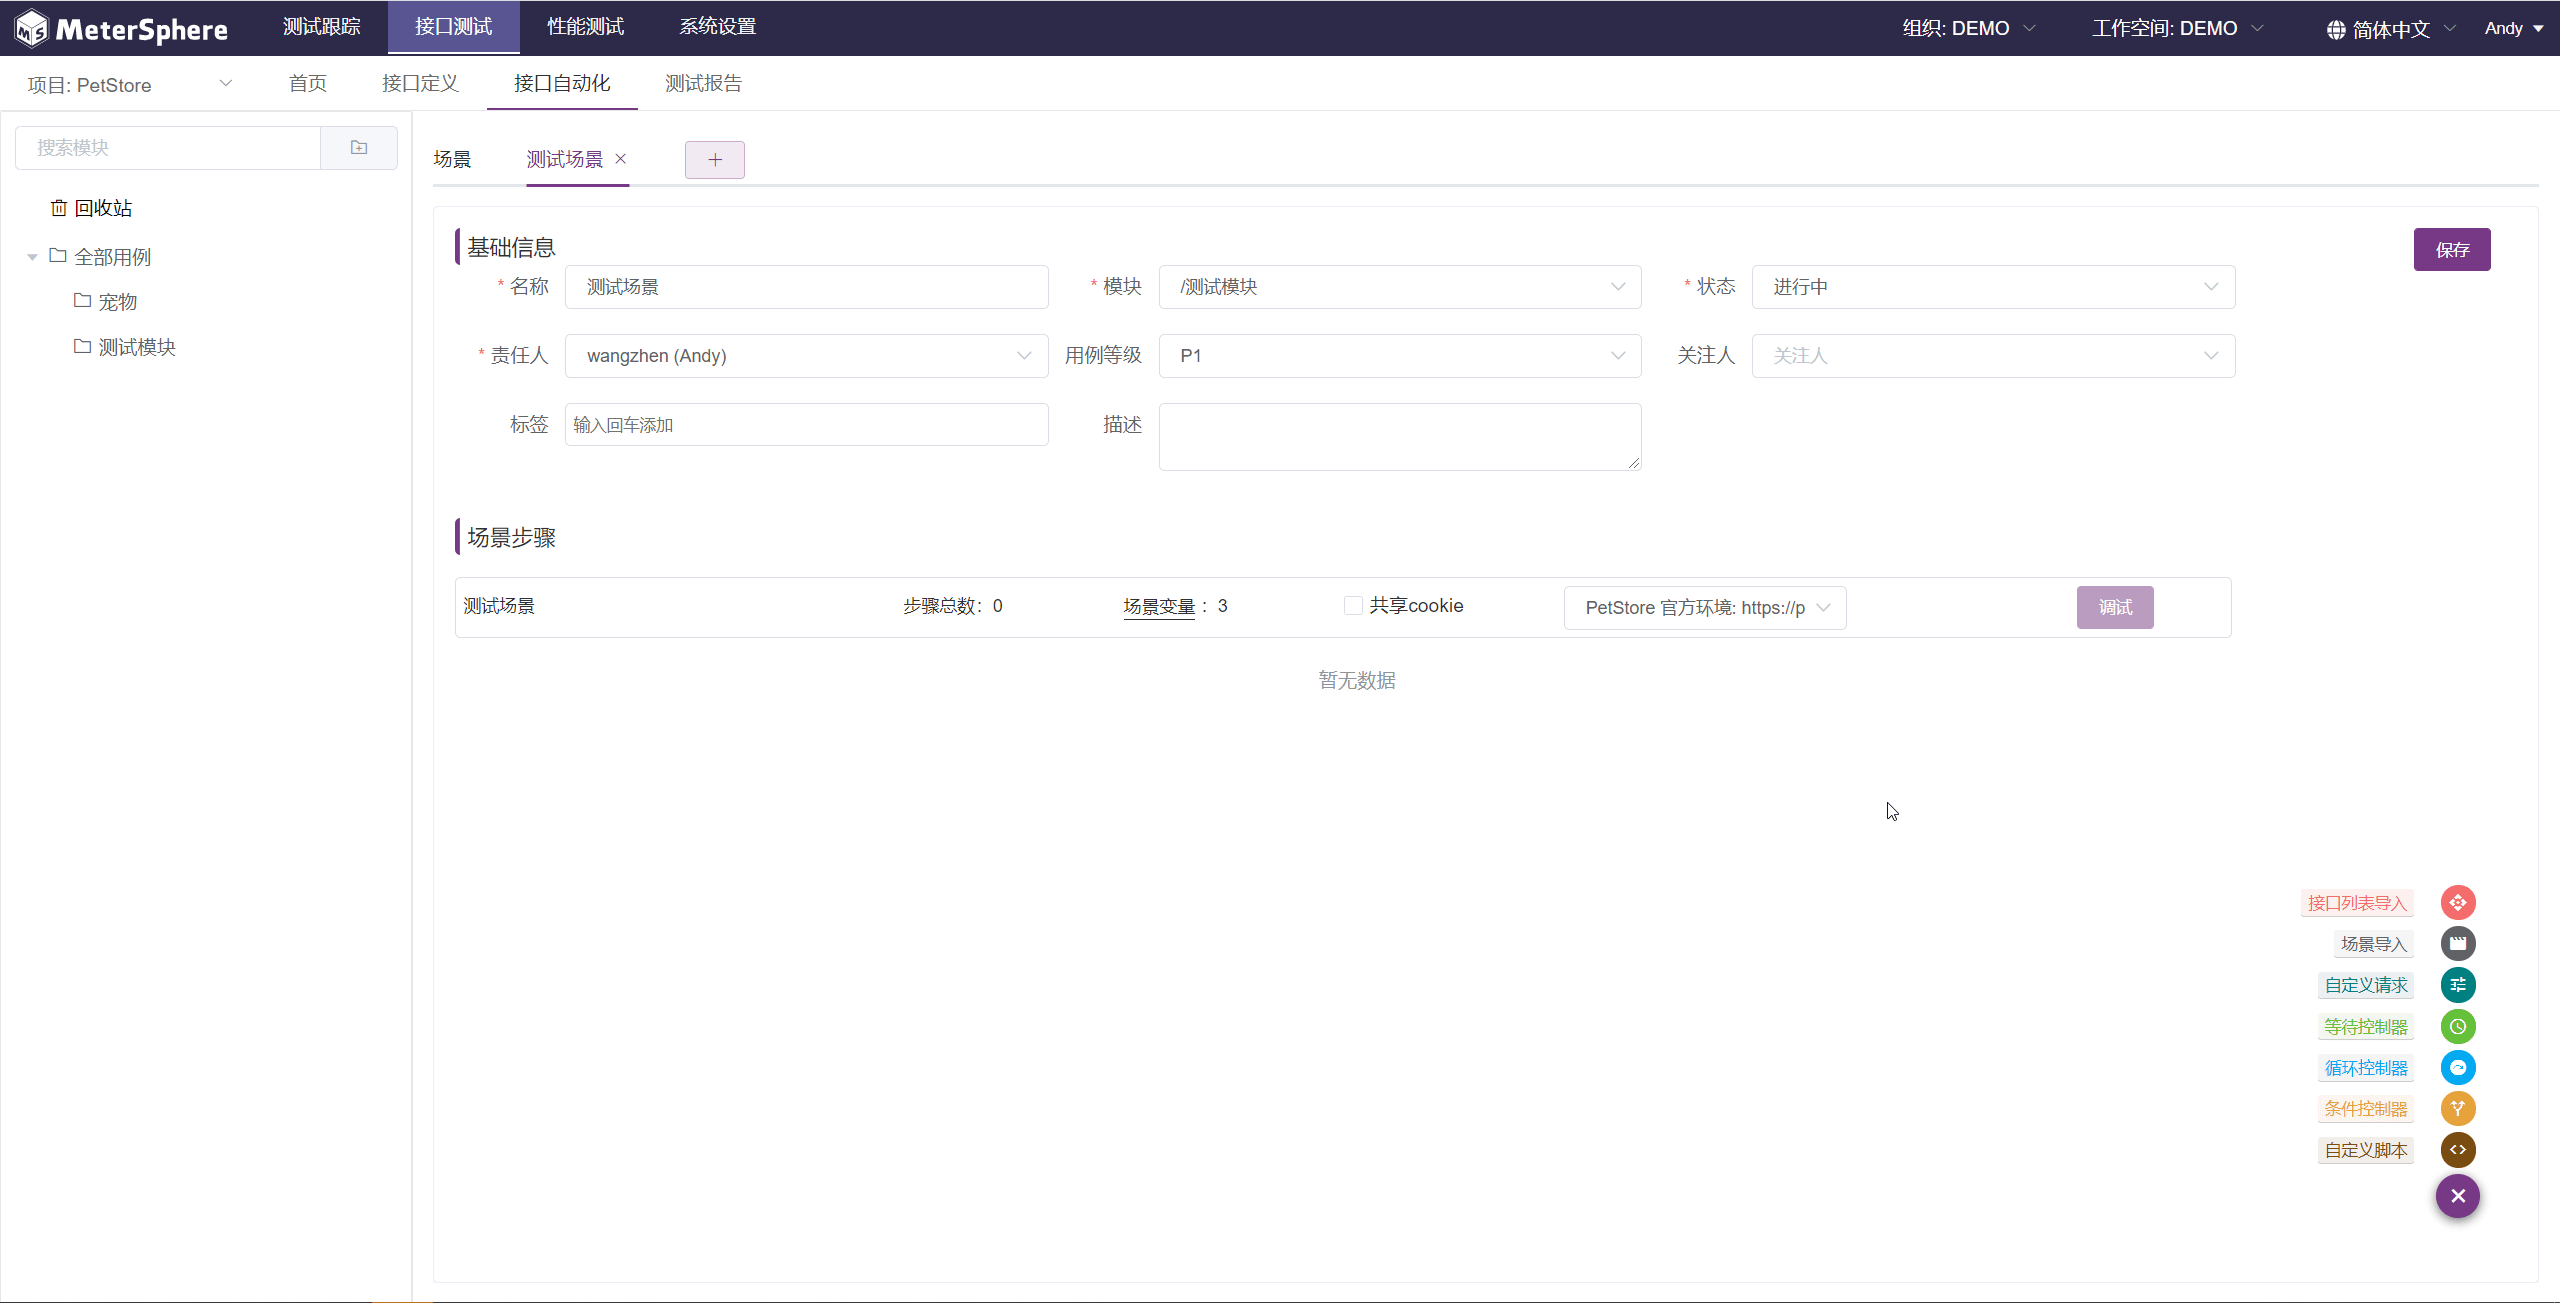 MeterSphere 测试跟踪 接口测试 性能测试 系统设置 组织: DEMO 工作空间: DEMO 简体中文 Andy
项目: PetStore 首页 接口定义 接口自动化 测试报告
搜索模块
回收站
全部用例
宠物
测试模块
场景 测试场景
基础信息 保存
* 名称 测试场景 * 模块 /测试模块 * 状态 进行中
* 责任人 wangzhen (Andy) 用例等级 P1 关注人 关注人
标签 输入回车添加 描述
场景步骤
测试场景 步骤总数：0 场景变量：3 共享cookie PetStore 官方环境: https://p 调试
暂无数据
接口列表导入
场景导入
自定义请求
等待控制器
循环控制器
条件控制器
自定义脚本